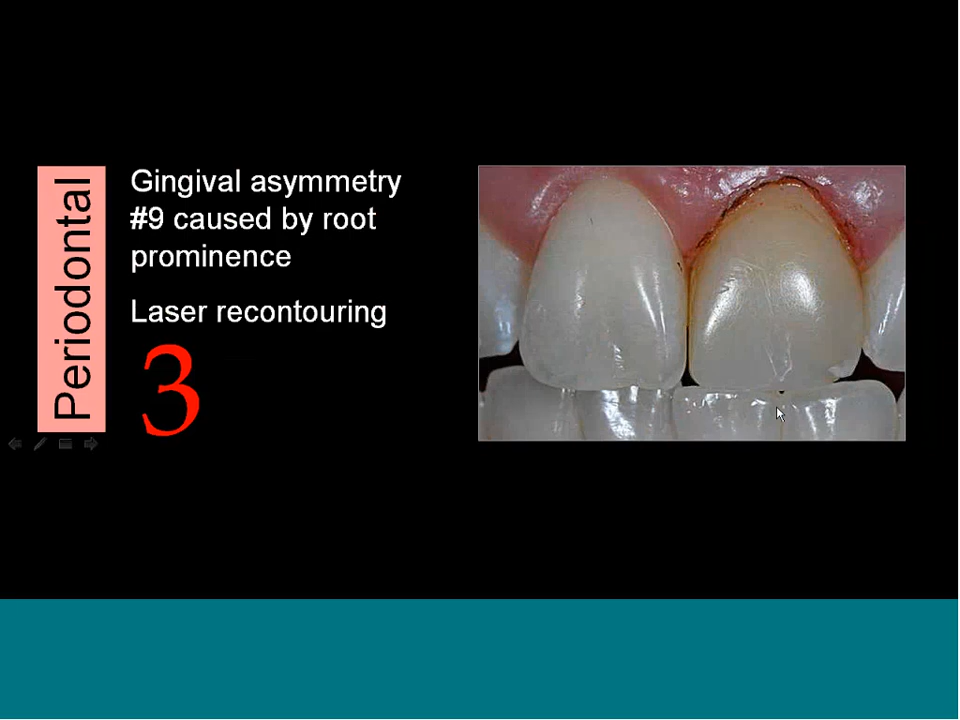 Periodontal
Gingival asymmetry
#9 caused by root
prominence
Laser recontouring
3